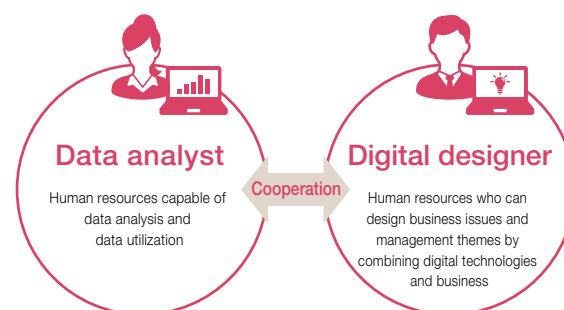 Data analyst
Human resources capable of
data analysis and
data utilization
Cooperation
Digital designer
Human resources who can
design business issues and
management themes by
combining digital technologies
and business